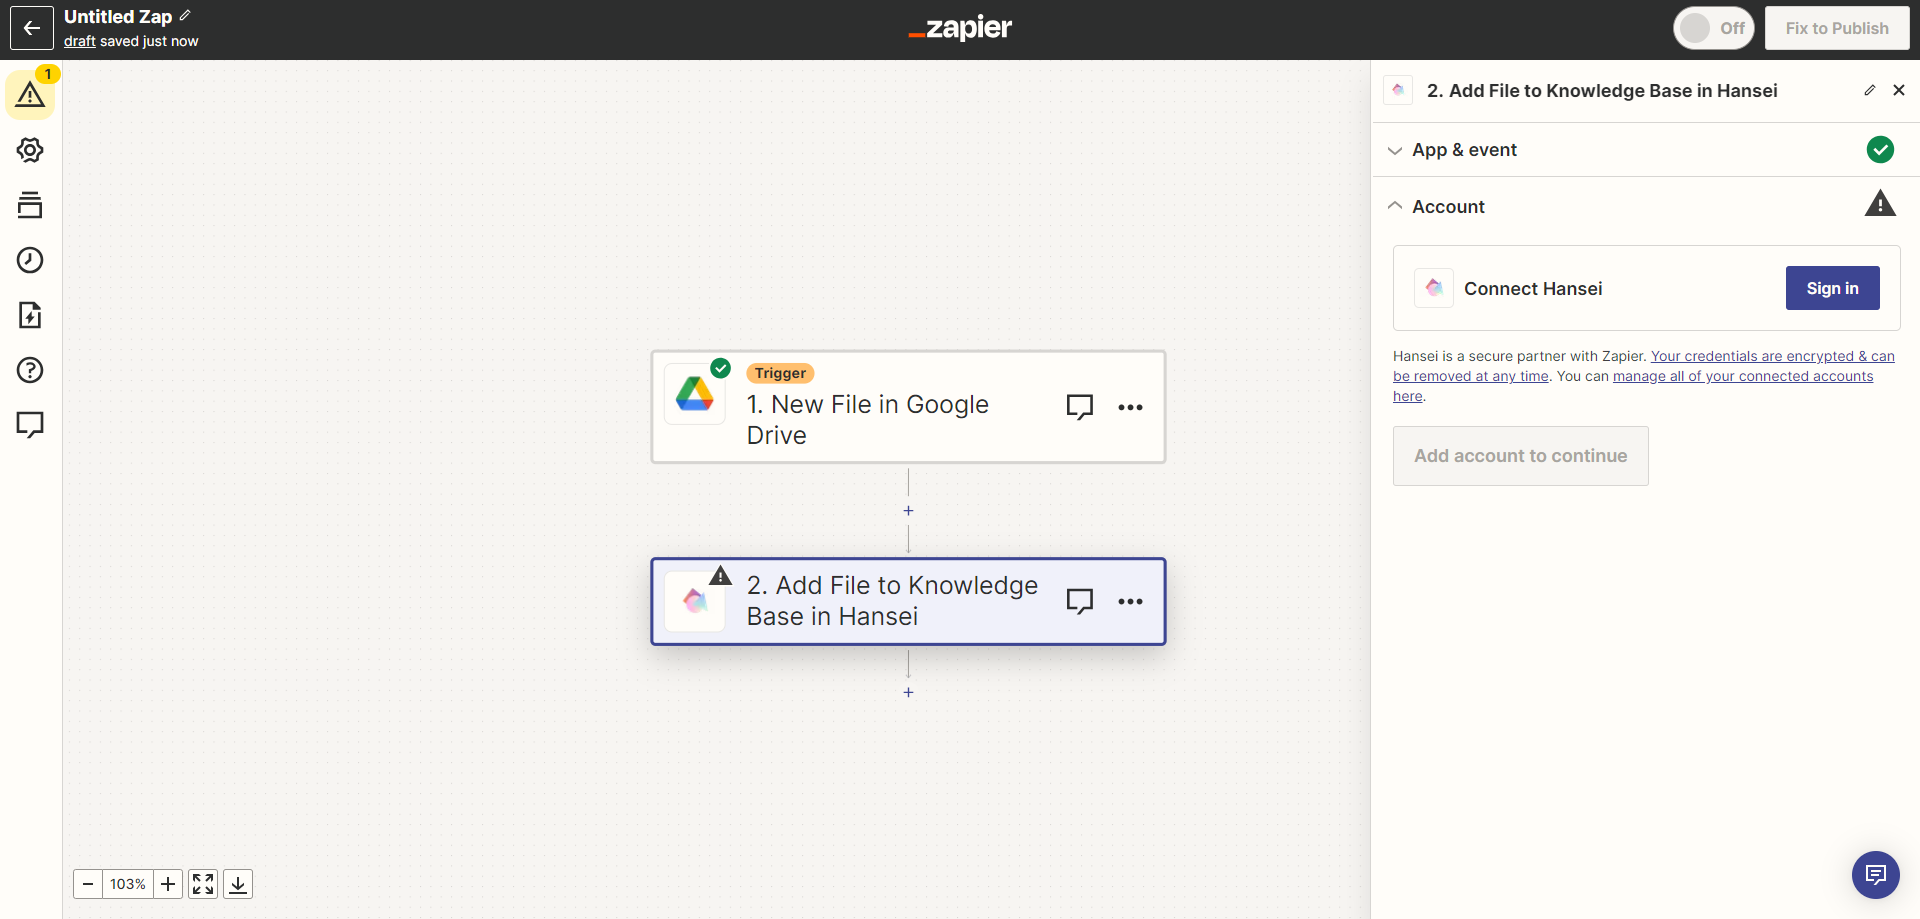 Untitled Zap
draft saved just now
zapier
Off
Fix to Publish
1
Trigger
1. New File in Google
Drive
+
2. Add File to Knowledge
Base in Hansei
+
103%
2. Add File to Knowledge Base in Hansei
App & event
Account
Connect Hansei
Sign in
Hansei is a secure partner with Zapier. Your credentials are encrypted & can
be removed at any time. You can manage all of your connected accounts
here.
Add account to continue